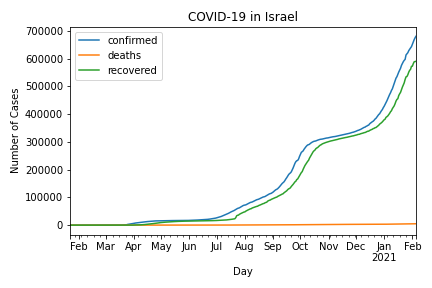 COVID-19 in Israel
confirmed
deaths
recovered
Number of Cases
700000
600000
500000
400000
300000
200000
100000
0
Feb Mar Apr May Jun Jul Aug Sep Oct Nov Dec Jan Feb
2021
Day